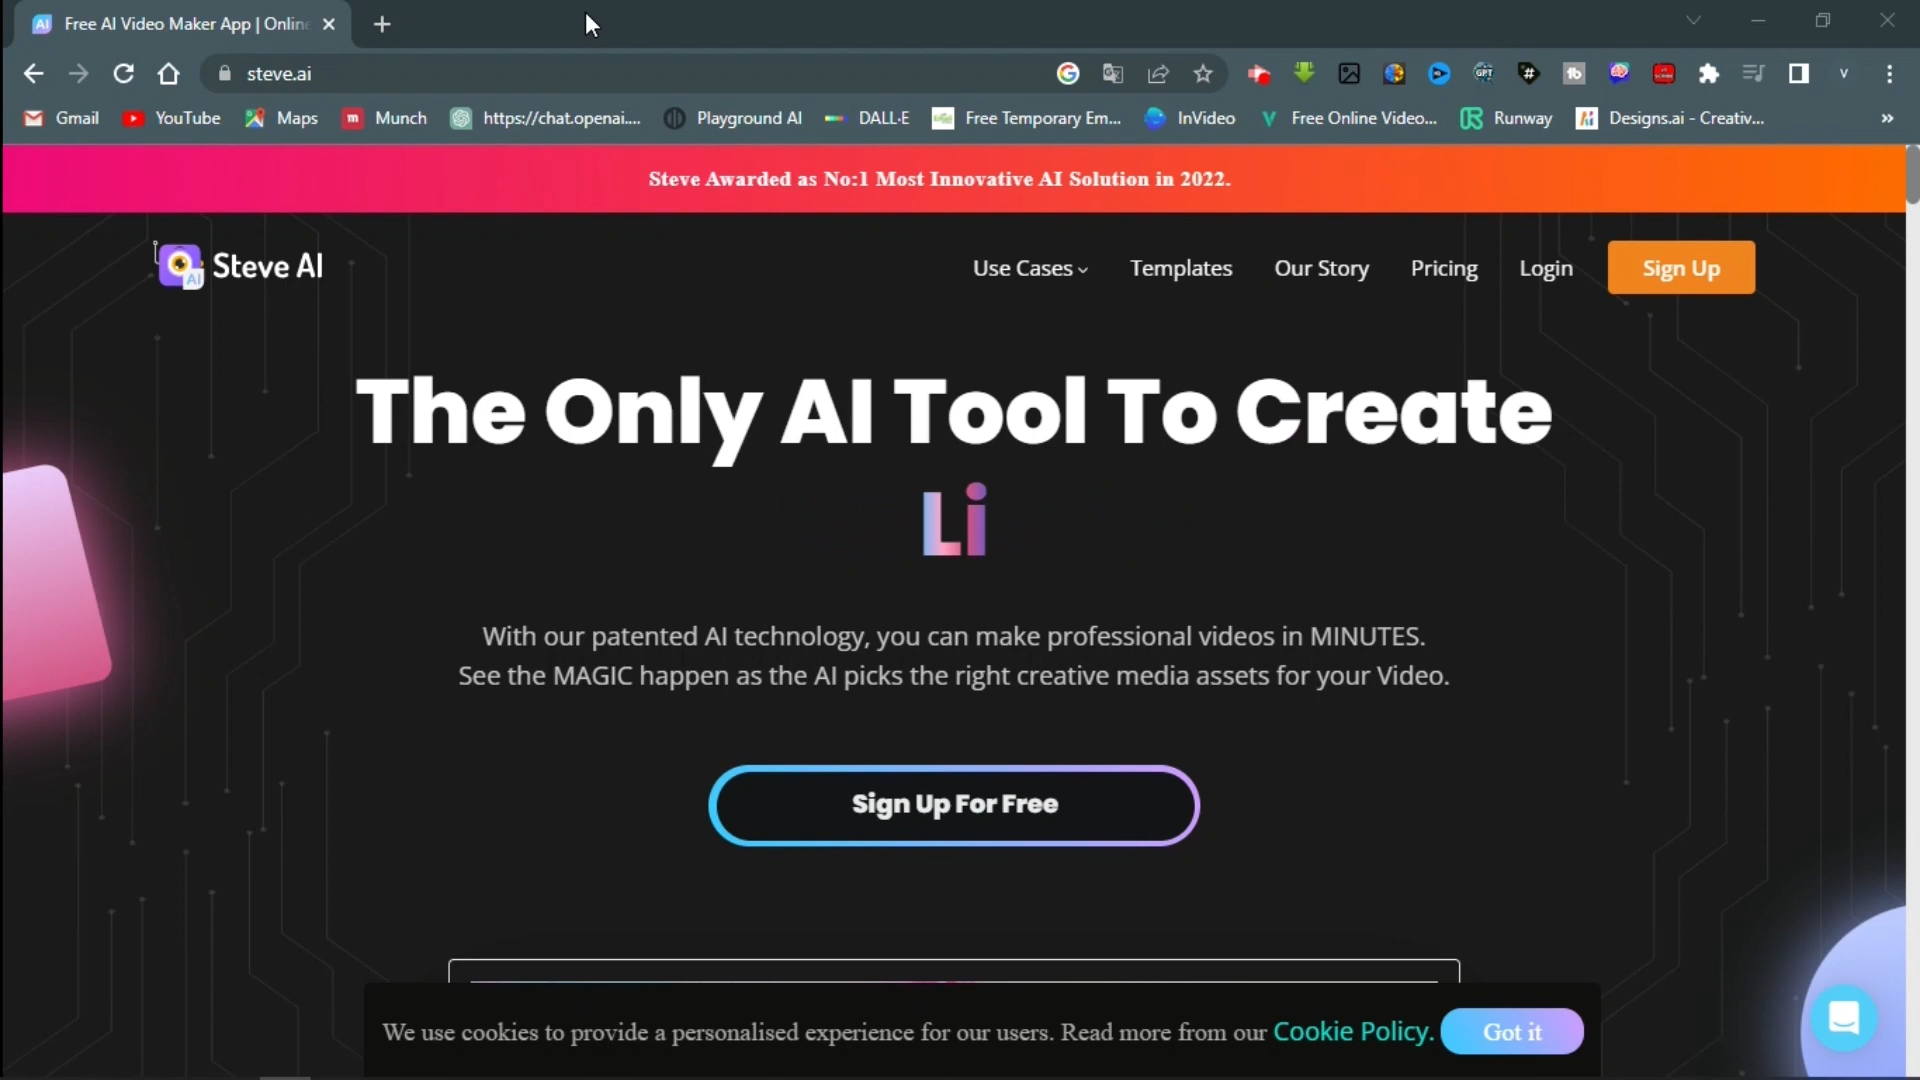 Free AI Video Maker App | Online
steve.ai
Gmail
YouTube
Maps
Munch
https://chat.openai....
Playground AI
DALL·E
Free Temporary Em...
InVideo
Free Online Video...
Runway
Designs.ai - Creativ...
»
Steve Awarded as No:1 Most Innovative AI Solution in 2022.
Steve AI
Use Cases
Templates
Our Story
Pricing
Login
Sign Up
The Only AI Tool To Create
Li
With our patented AI technology, you can make professional videos in MINUTES.
See the MAGIC happen as the AI picks the right creative media assets for your Video.
Sign Up For Free
We use cookies to provide a personalised experience for our users. Read more from our Cookie Policy.
Got it